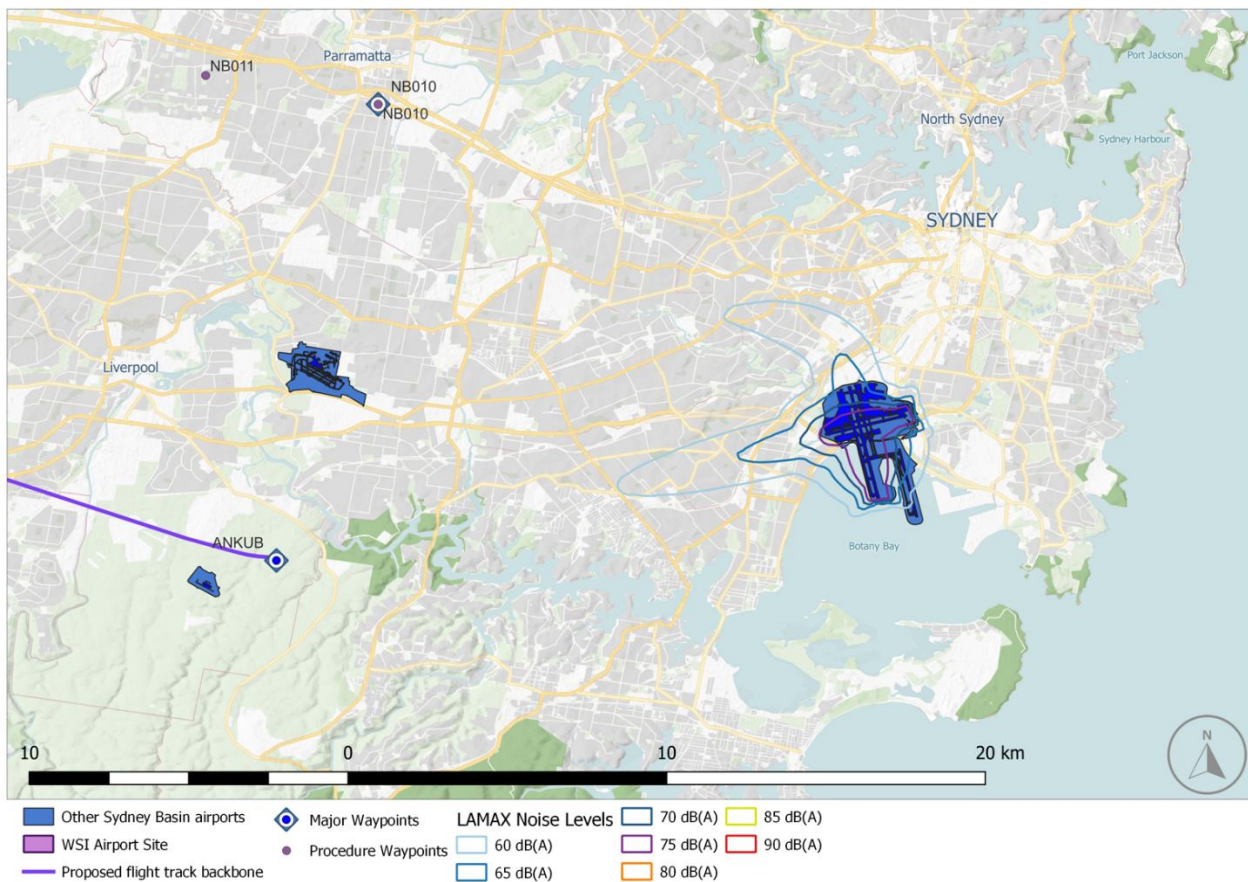 Port Jackson
Parramatta
NB011
NB010
NB010
North Sydney
Sydney Harbour
SYDNEY
Liverpool
ANKUB
Botany Bay
10 0 10 20 km
N
Other Sydney Basin airports
WSI Airport Site
Proposed flight track backbone
Major Waypoints
Procedure Waypoints
LAMAX Noise Levels
60 dB(A)
65 dB(A)
70 dB(A)
75 dB(A)
80 dB(A)
85 dB(A)
90 dB(A)